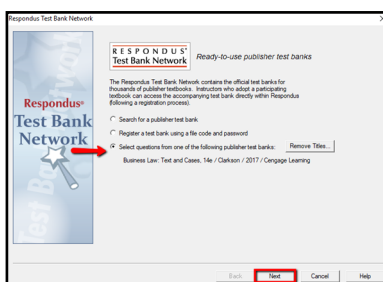 Respondus Test Bank Network
RESPONDUS®
Test Bank Network
Ready-to-use publisher test banks
The Respondus Test Bank Network contains the official test banks for
thousands of publisher textbooks. Instructors who adopt a participating
textbook can access the accompanying test bank directly within Respondus
(following a registration process).
Respondus®
Test Bank
Network
Search for a publisher test bank
Register a test bank using a file code and password
Select questions from one of the following publisher test banks:
Remove Titles...
Business Law: Text and Cases, 14e / Clarkson / 2017 / Cengage Learning
Test Bank
Back
Next
Cancel
Help